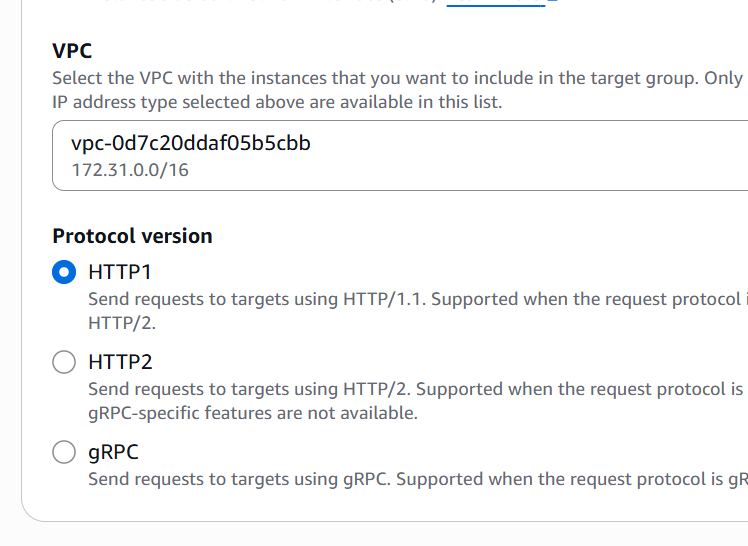 VPC
Select the VPC with the instances that you want to include in the target group. Only
IP address type selected above are available in this list.
vpc-0d7c20ddaf05b5cbb
172.31.0.0/16
Protocol version
HTTP1
Send requests to targets using HTTP/1.1. Supported when the request protocol
HTTP/2.
HTTP2
Send requests to targets using HTTP/2. Supported when the request protocol is
gRPC-specific features are not available.
gRPC
Send requests to targets using gRPC. Supported when the request protocol is